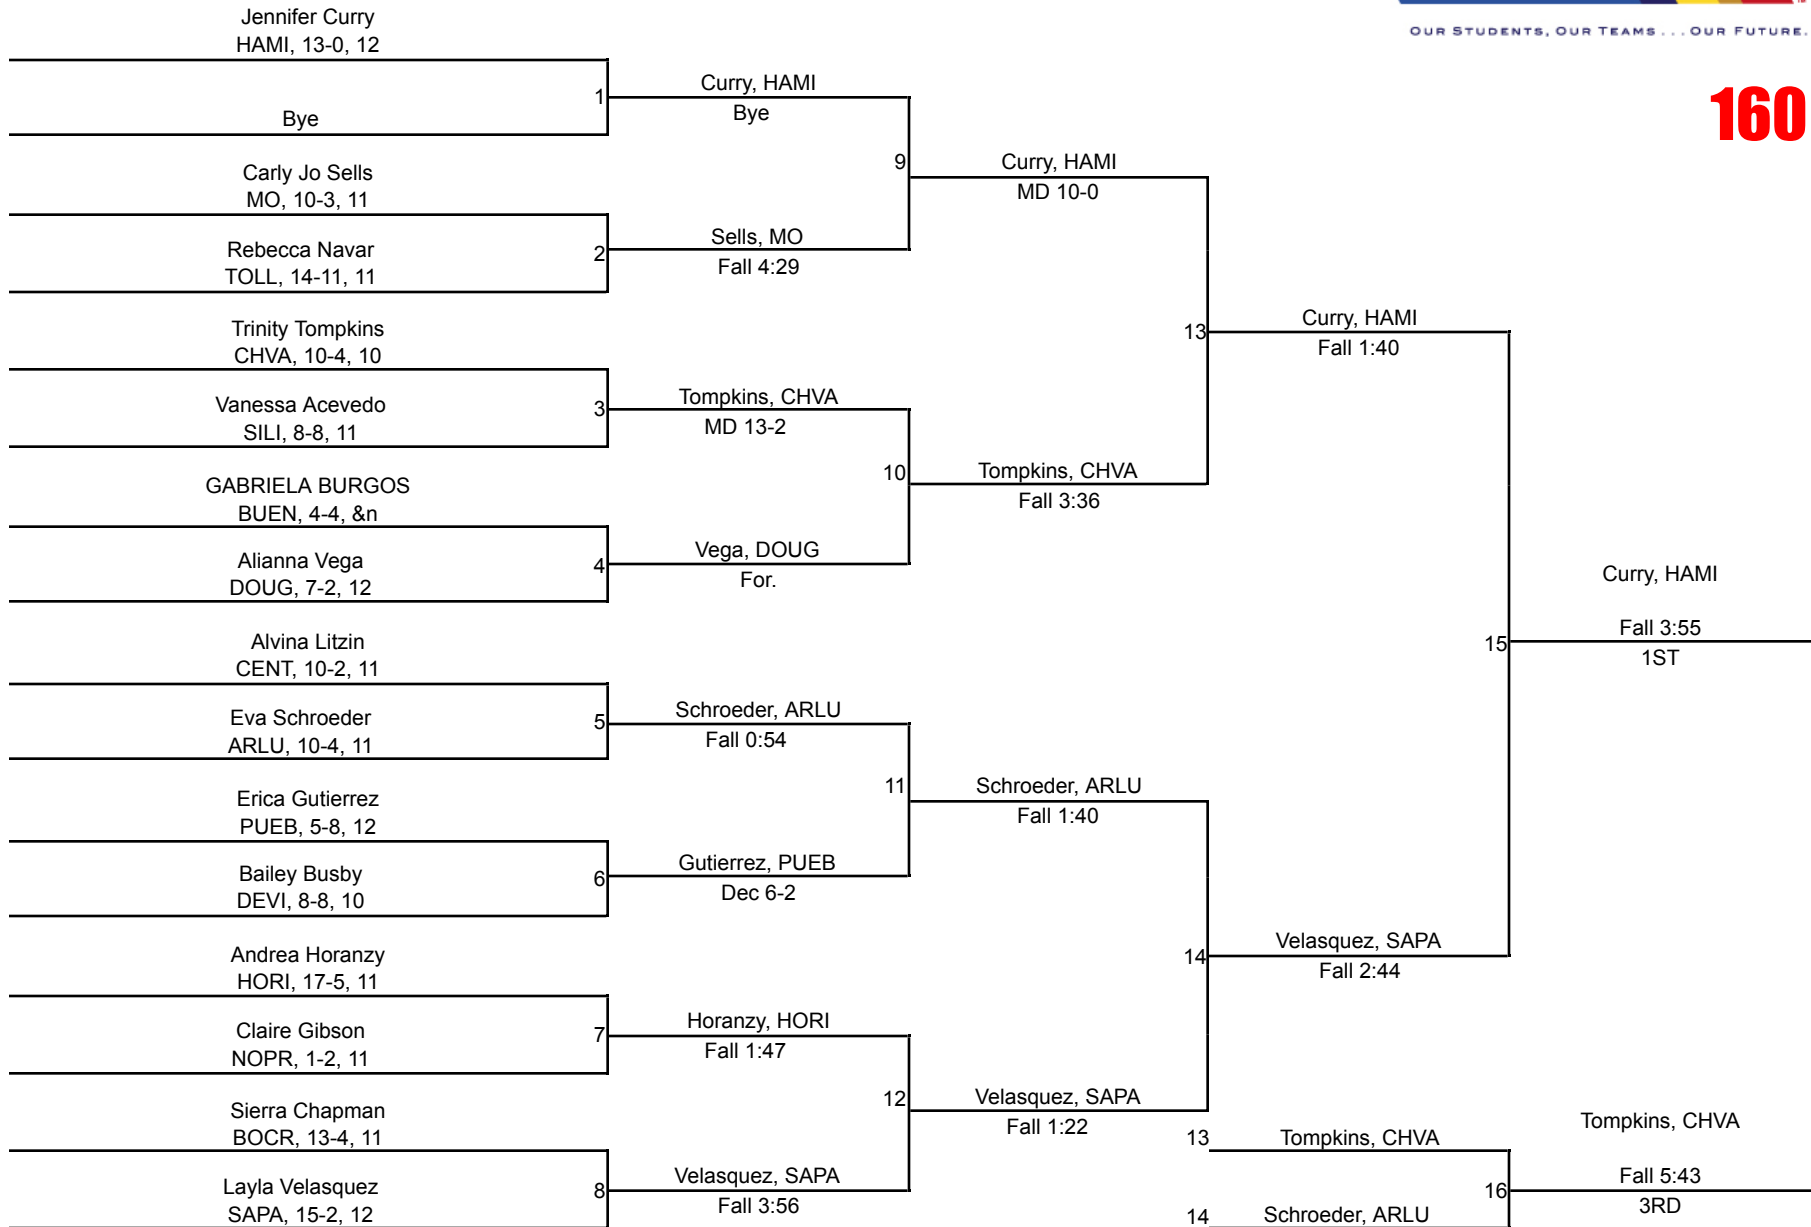 OUR STUDENTS, OUR TEAMS . . . OUR FUTURE.
160
Jennifer Curry
HAMI, 13-0, 12
Bye
1
Curry, HAMI
Bye
Carly Jo Sells
MO, 10-3, 11
Rebecca Navar
TOLL, 14-11, 11
2
Sells, MO
Fall 4:29
9
Curry, HAMI
MD 10-0
Trinity Tompkins
CHVA, 10-4, 10
Vanessa Acevedo
SILI, 8-8, 11
3
Tompkins, CHVA
MD 13-2
GABRIELA BURGOS
BUEN, 4-4, &n
Alianna Vega
DOUG, 7-2, 12
4
Vega, DOUG
For.
10
Tompkins, CHVA
Fall 3:36
13
Curry, HAMI
Fall 1:40
Alvina Litzin
CENT, 10-2, 11
Eva Schroeder
ARLU, 10-4, 11
5
Schroeder, ARLU
Fall 0:54
Erica Gutierrez
PUEB, 5-8, 12
Bailey Busby
DEVI, 8-8, 10
6
Gutierrez, PUEB
Dec 6-2
11
Schroeder, ARLU
Fall 1:40
Andrea Horanzy
HORI, 17-5, 11
Claire Gibson
NOPR, 1-2, 11
7
Horanzy, HORI
Fall 1:47
Sierra Chapman
BOCR, 13-4, 11
Layla Velasquez
SAPA, 15-2, 12
8
Velasquez, SAPA
Fall 3:56
12
Velasquez, SAPA
Fall 1:22
14
Velasquez, SAPA
Fall 2:44
15
Curry, HAMI
Fall 3:55
1ST
13
Tompkins, CHVA
14
Schroeder, ARLU
16
Tompkins, CHVA
Fall 5:43
3RD